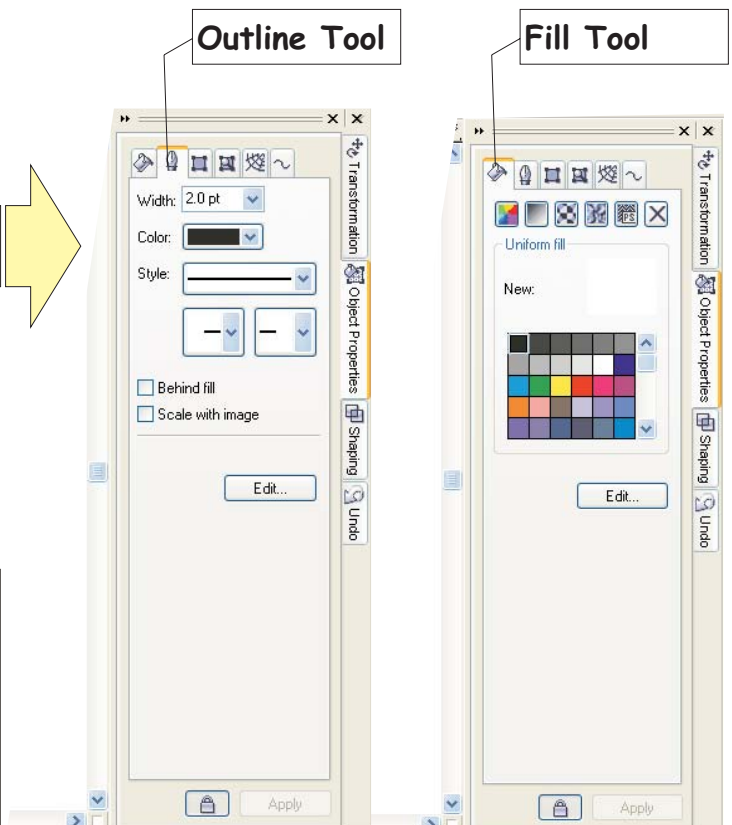 Outline Tool
Fill Tool
Width: 2.0 pt
Color:
Style:
Behind fill
Scale with image
Edit...
Apply
Transformation
Object Properties
Shaping
Undo
PS
Uniform fill
New:
Edit...
Apply
Transformation
Object Properties
Shaping
Undo